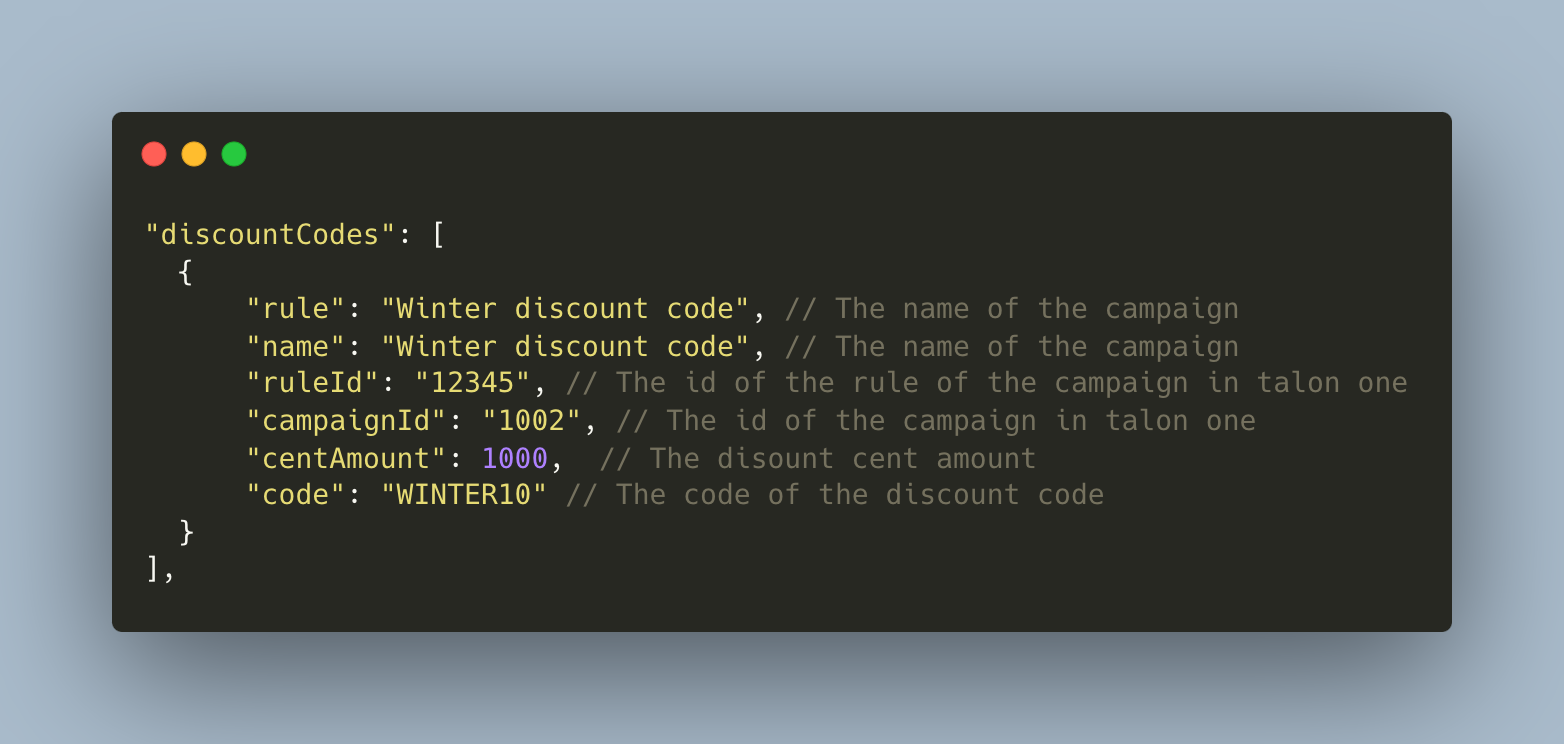 "discountCodes": [
  {
      "rule": "Winter discount code", // The name of the campaign
      "name": "Winter discount code", // The name of the campaign
      "ruleId": "12345", // The id of the rule of the campaign in talon one
      "campaignId": "1002", // The id of the campaign in talon one
      "centAmount": 1000,  // The disount cent amount
      "code": "WINTER10" // The code of the discount code
  }
],